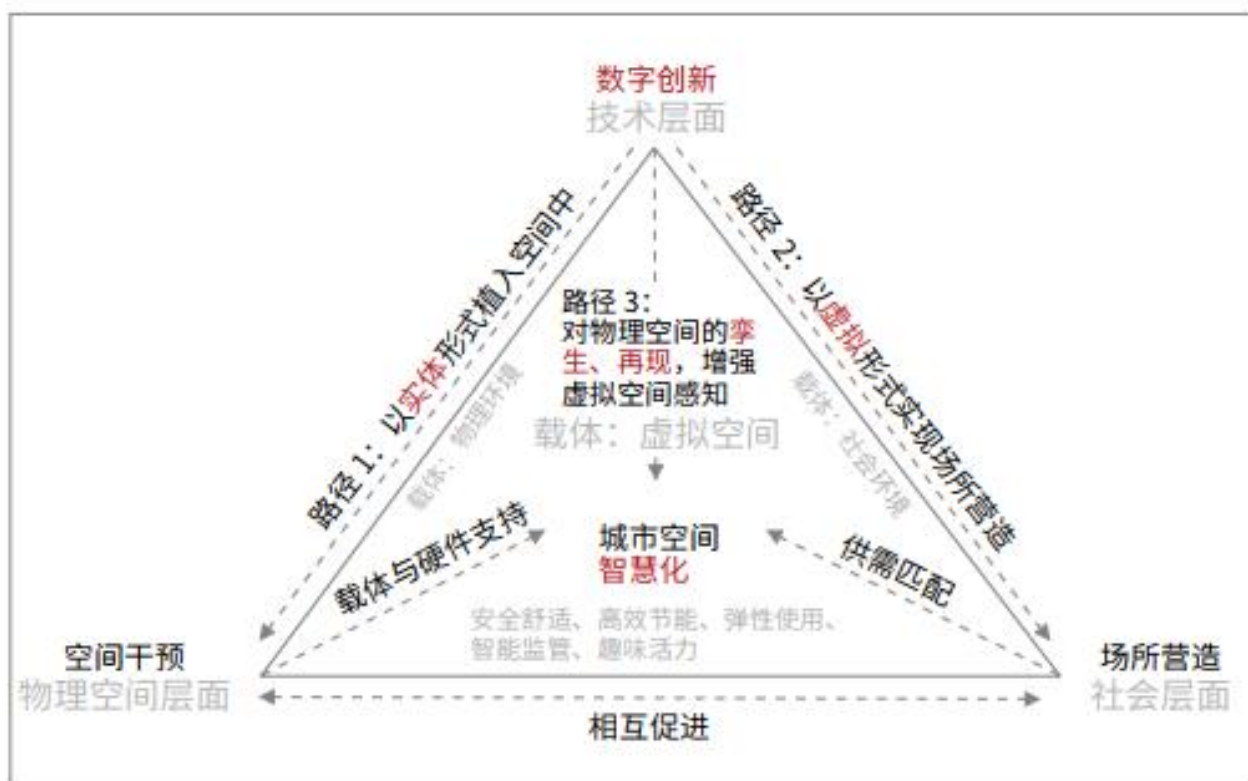 数字创新
技术层面
路径 1：以实体形式植入空间中
载体：物理环境
路径 2：以虚拟形式实现场所营造
载体：社会环境
路径 3：
对物理空间的孪
生、再现，增强
虚拟空间感知
载体：虚拟空间
载体与硬件支持
城市空间
智慧化
供需匹配
安全舒适、高效节能、弹性使用、
智能监管、趣味活力
空间干预
物理空间层面
场所营造
社会层面
相互促进